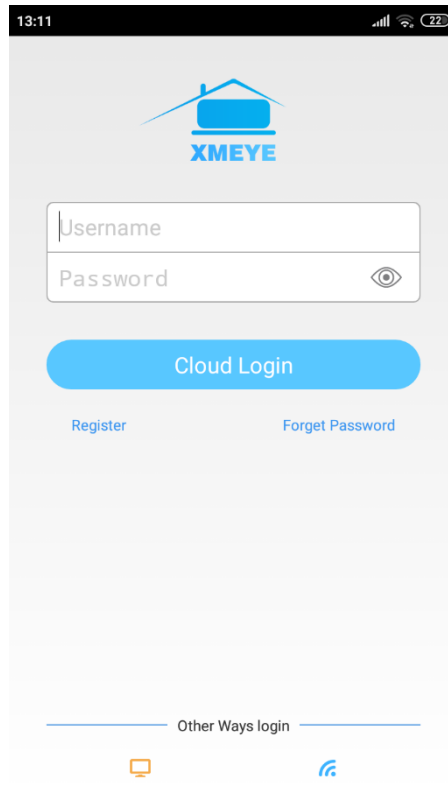 13:11
22
XMEYE
Username
Password
Cloud Login
Register
Forget Password
Other Ways login